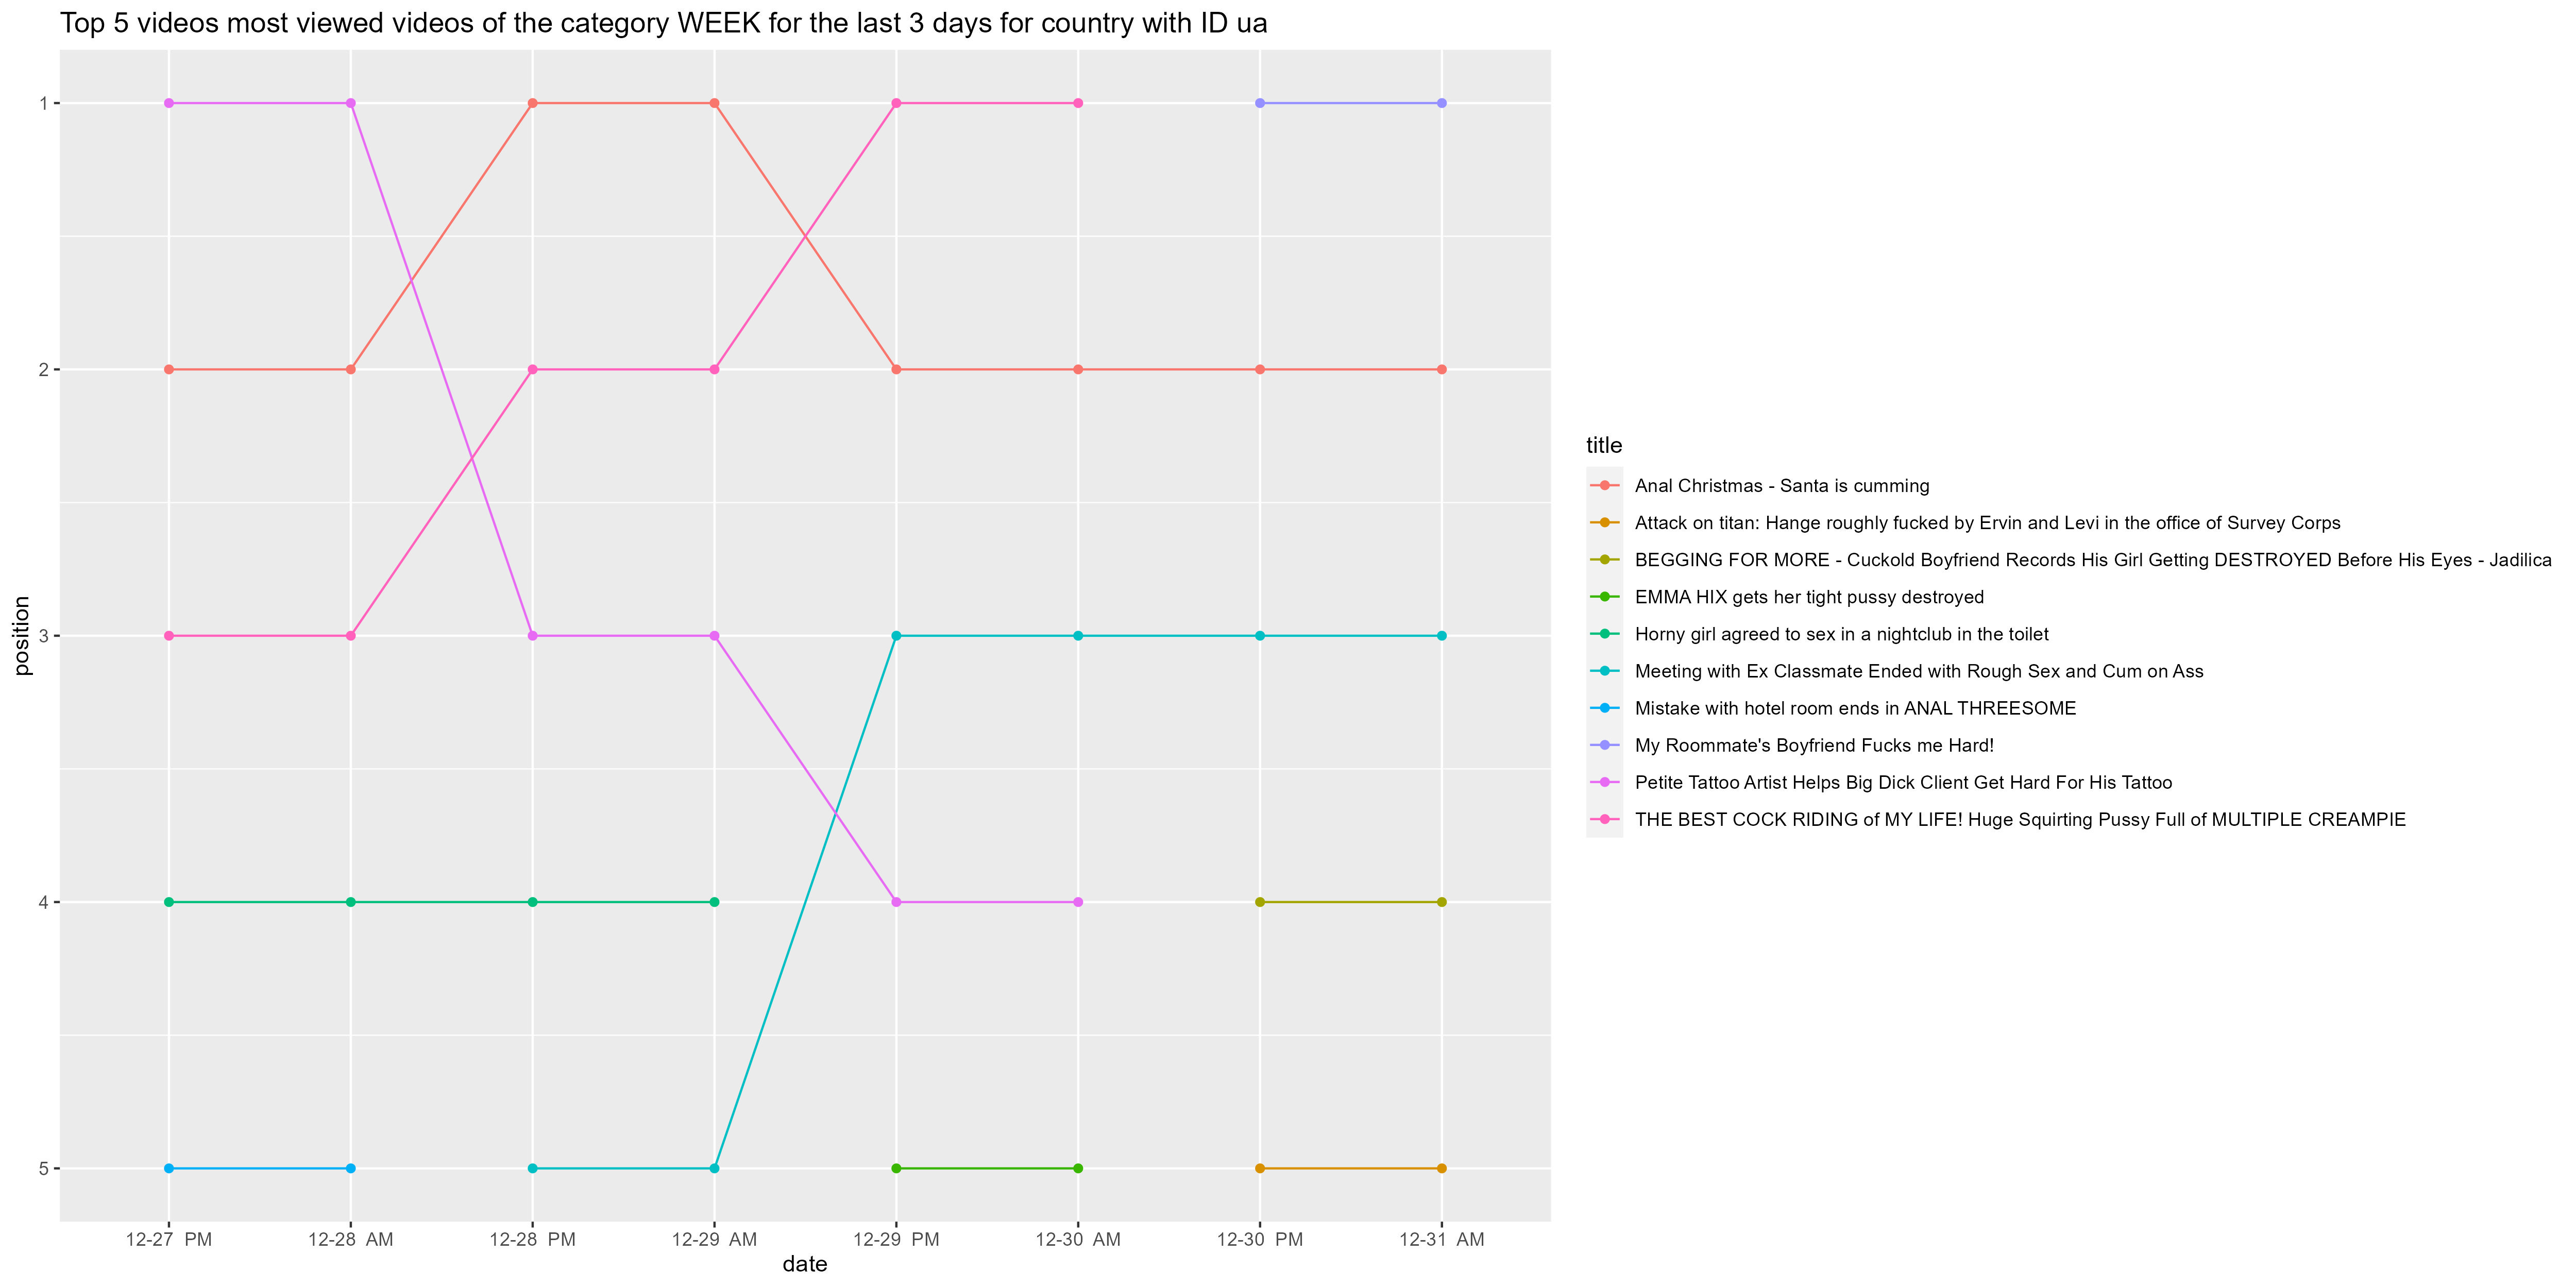 Top 5 videos most viewed videos of the category WEEK for the last 3 days for country with ID ua
position
1
2
3
4
5
12-27 PM
12-28 AM
12-28 PM
12-29 AM
12-29 PM
12-30 AM
12-30 PM
12-31 AM
date
title
Anal Christmas - Santa is cumming
Attack on titan: Hange roughly fucked by Ervin and Levi in the office of Survey Corps
BEGGING FOR MORE - Cuckold Boyfriend Records His Girl Getting DESTROYED Before His Eyes - Jadilica
EMMA HIX gets her tight pussy destroyed
Horny girl agreed to sex in a nightclub in the toilet
Meeting with Ex Classmate Ended with Rough Sex and Cum on Ass
Mistake with hotel room ends in ANAL THREESOME
My Roommate's Boyfriend Fucks me Hard!
Petite Tattoo Artist Helps Big Dick Client Get Hard For His Tattoo
THE BEST COCK RIDING of MY LIFE! Huge Squirting Pussy Full of MULTIPLE CREAMPIE